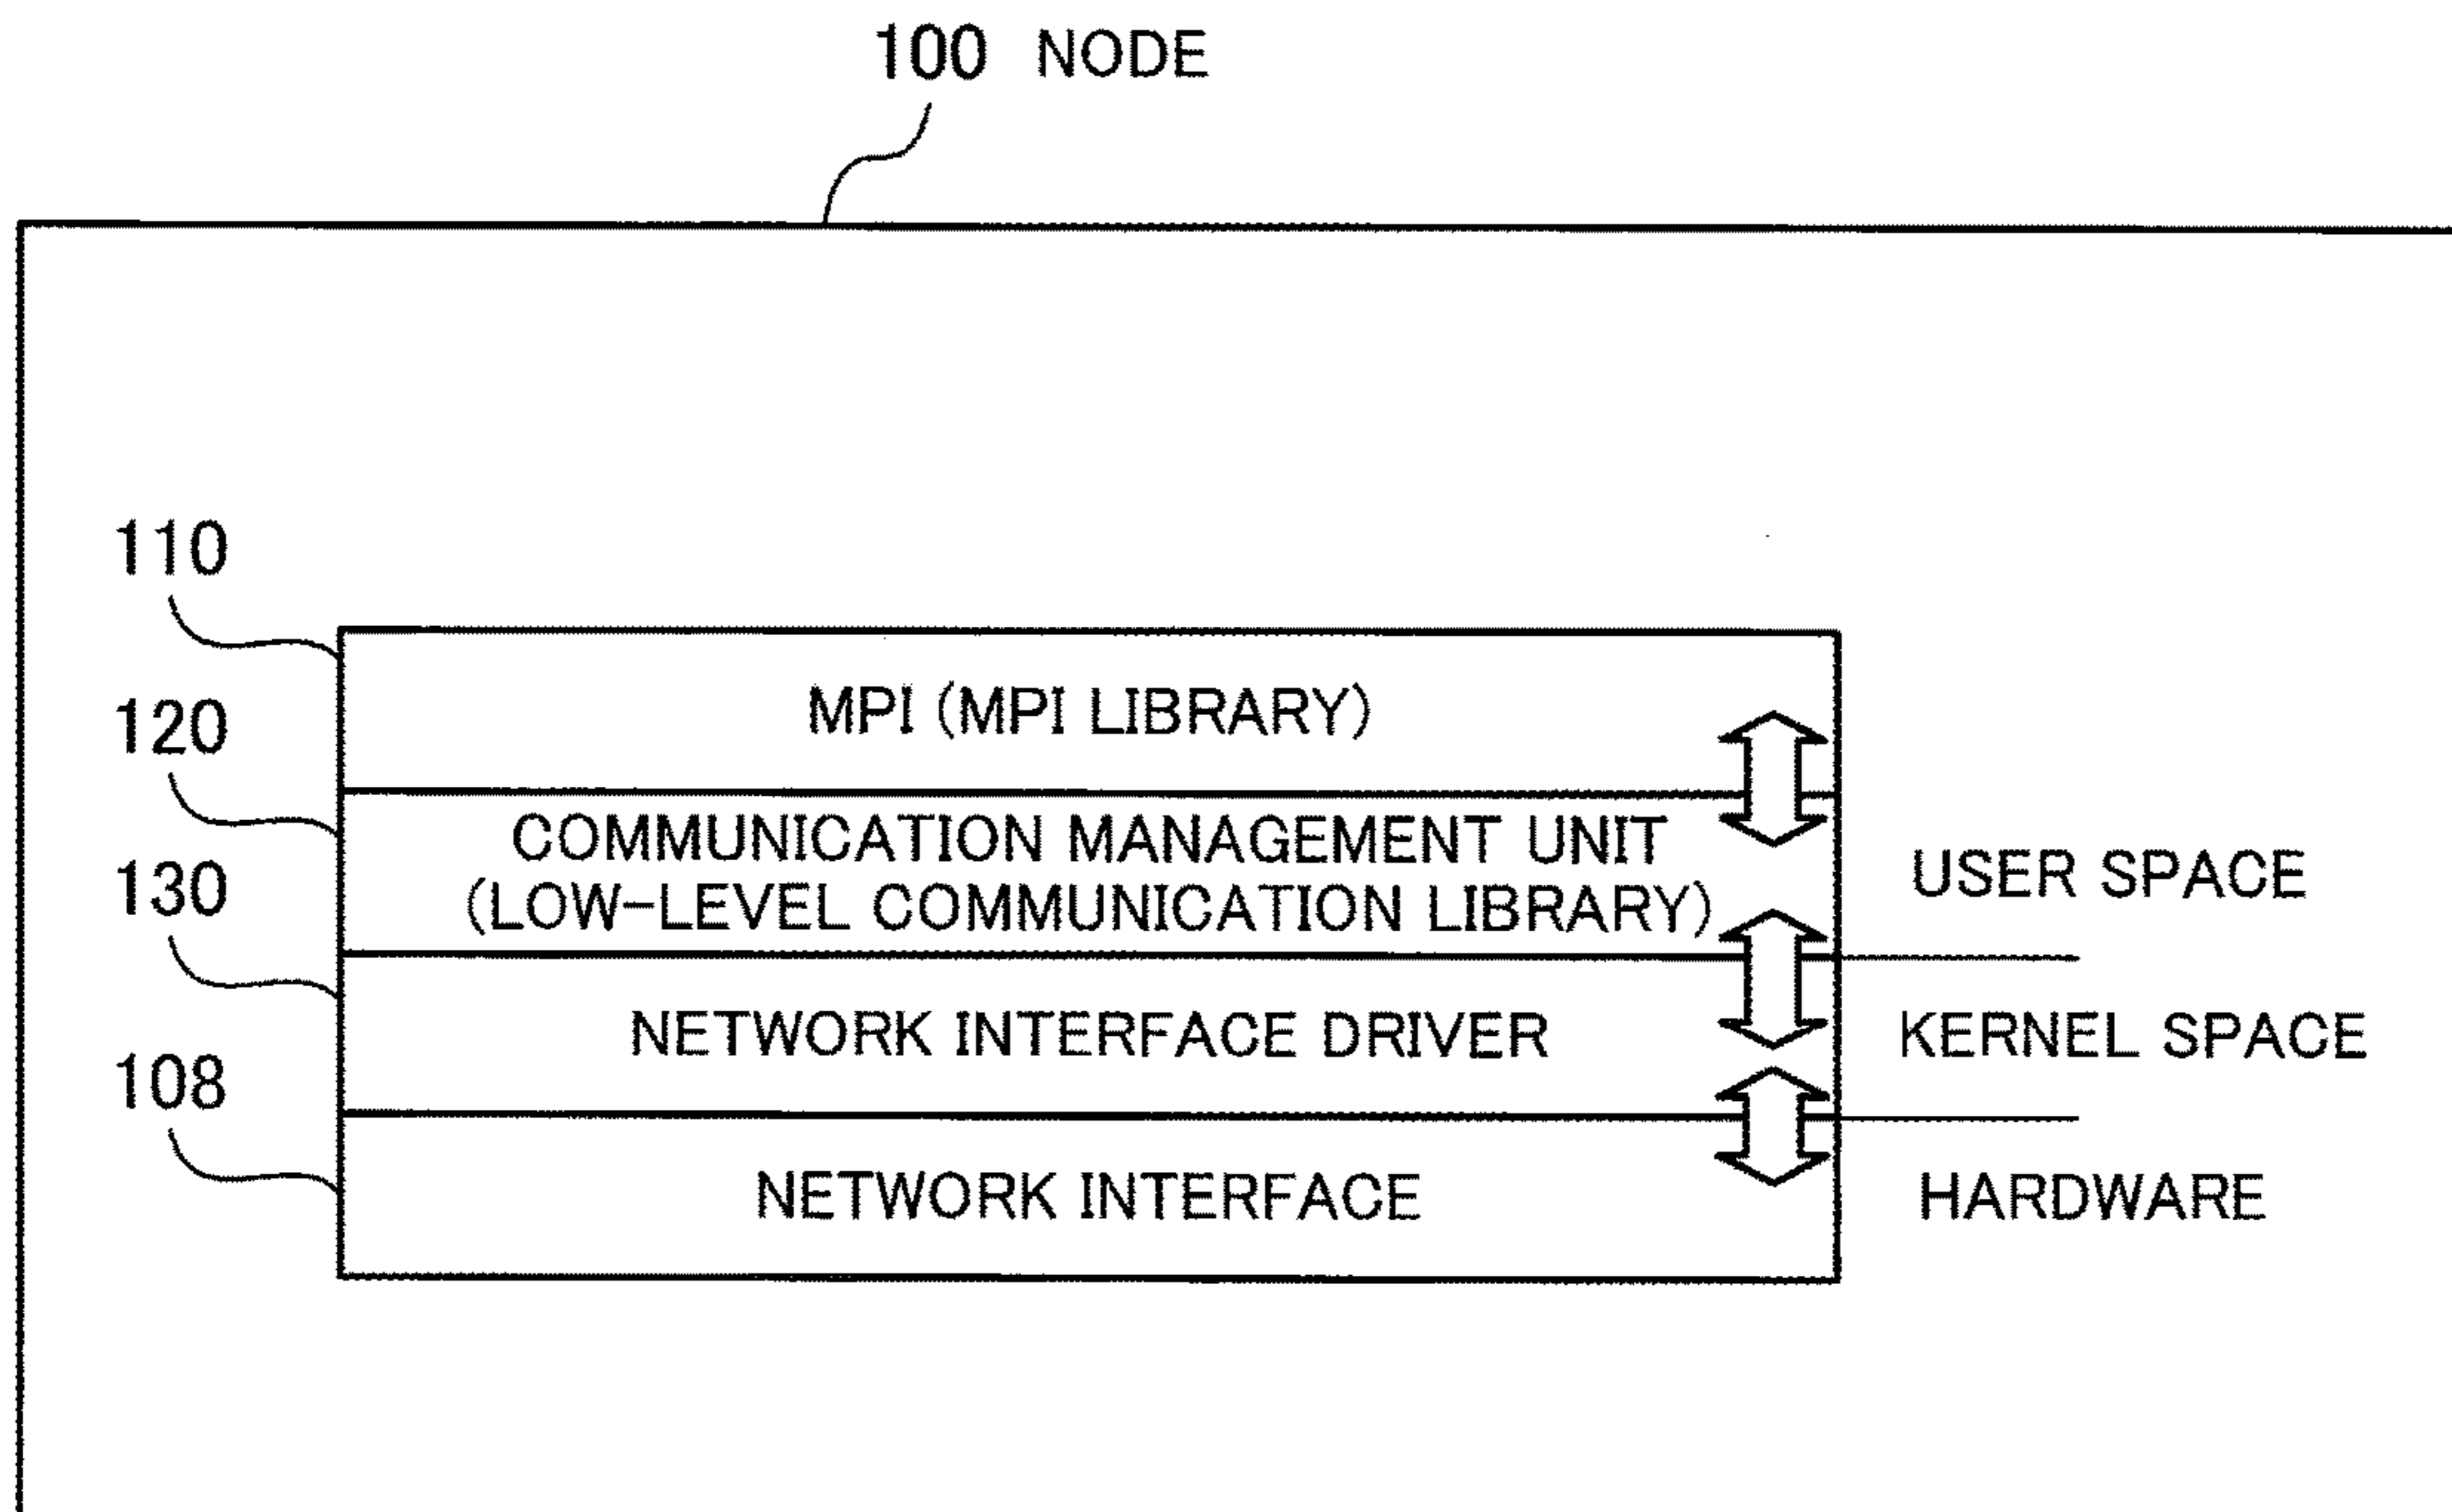 100 NODE
110
MPI (MPI LIBRARY)
120
COMMUNICATION MANAGEMENT UNIT
(LOW-LEVEL COMMUNICATION LIBRARY)
USER SPACE
130
NETWORK INTERFACE DRIVER
KERNEL SPACE
108
NETWORK INTERFACE
HARDWARE